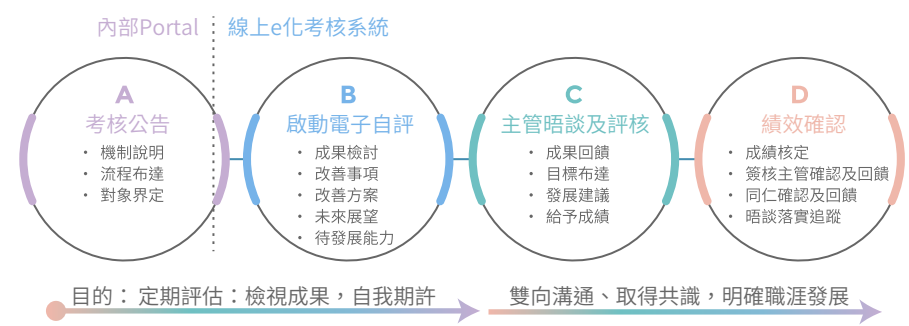 內部Portal
線上e化考核系統
A
考核公告
• 機制說明
• 流程布達
• 對象界定
B
啟動電子自評
• 成果檢討
• 改善事項
• 改善方案
• 未來展望
• 待發展能力
C
主管晤談及評核
• 成果回饋
• 目標布達
• 發展建議
• 給予成績
D
績效確認
• 成績核定
• 簽核主管確認及回饋
• 同仁確認及回饋
• 晤談落實追蹤
目的： 定期評估：檢視成果，自我期許
雙向溝通、取得共識，明確職涯發展